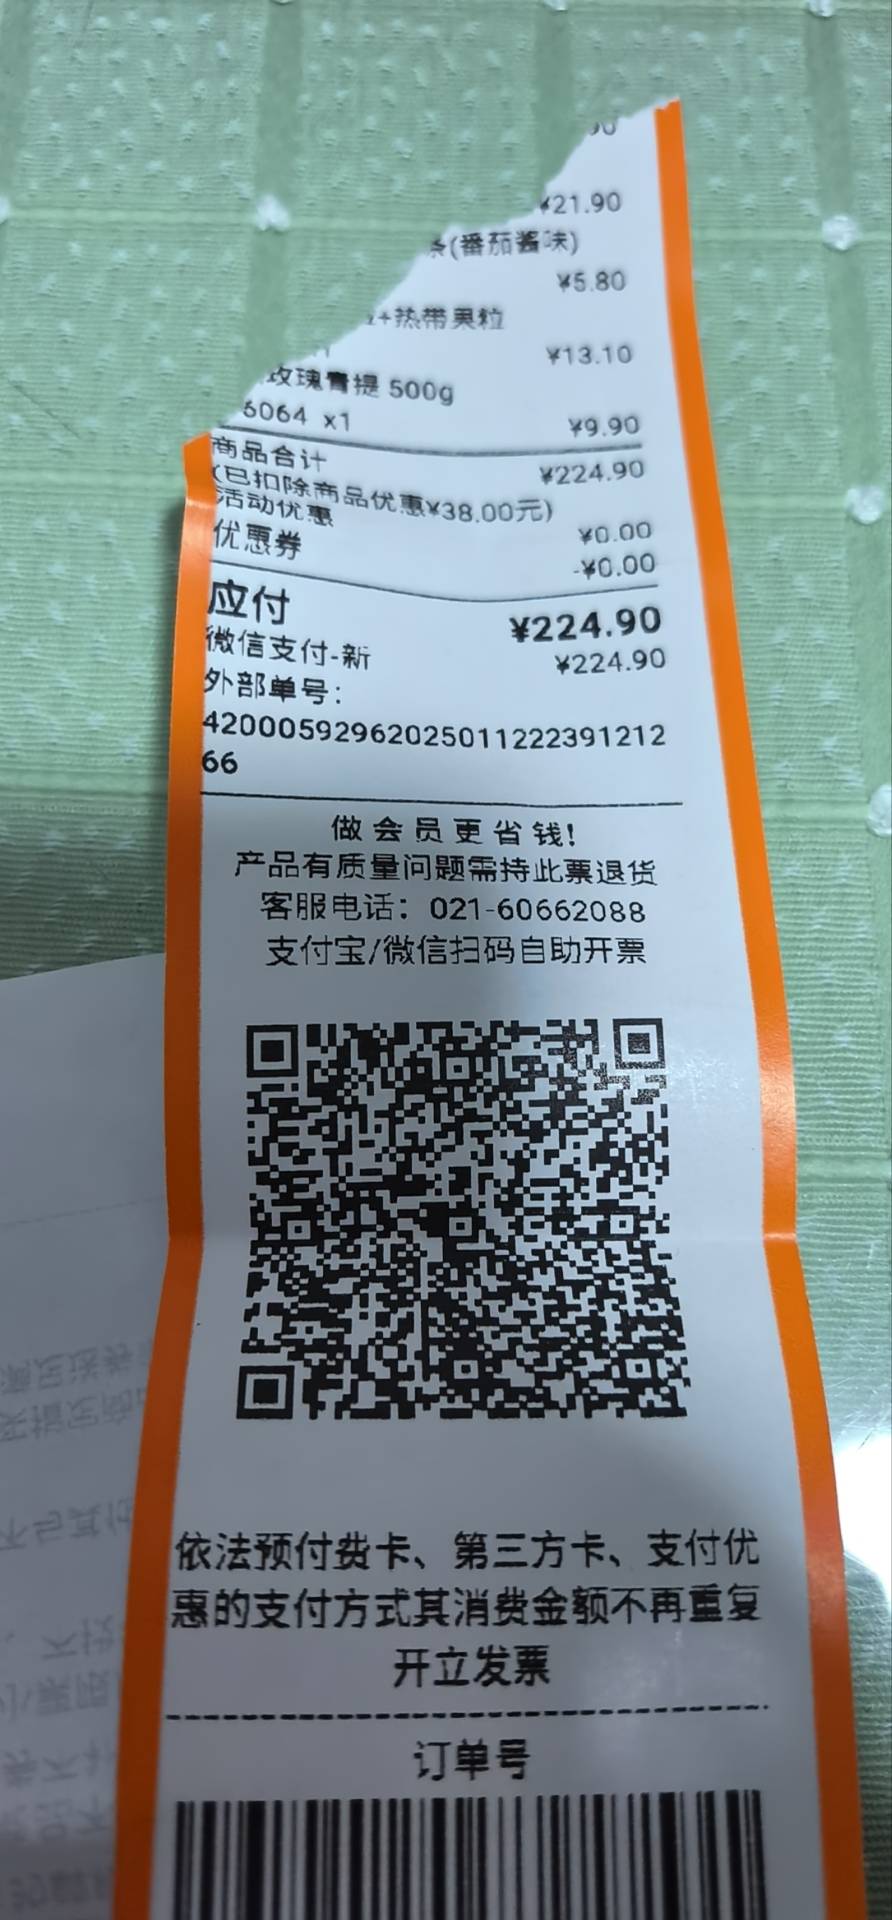 ¥21.90
条(番茄酱味)
¥5.80
+热带果粒
¥13.10
玫瑰青提 500g
6064 x1
¥9.90
商品合计
¥224.90
(已扣除商品优惠¥38.00元)
活动优惠
¥0.00
优惠券
-¥0.00
应付
¥224.90
微信支付-新
¥224.90
外部单号：
42000592962025011222391212
66
做会员更省钱!
产品有质量问题需持此票退货
客服电话：021-60662088
支付宝/微信扫码自助开票
依法预付费卡、第三方卡、支付优
惠的支付方式其消费金额不再重复
开立发票
订单号